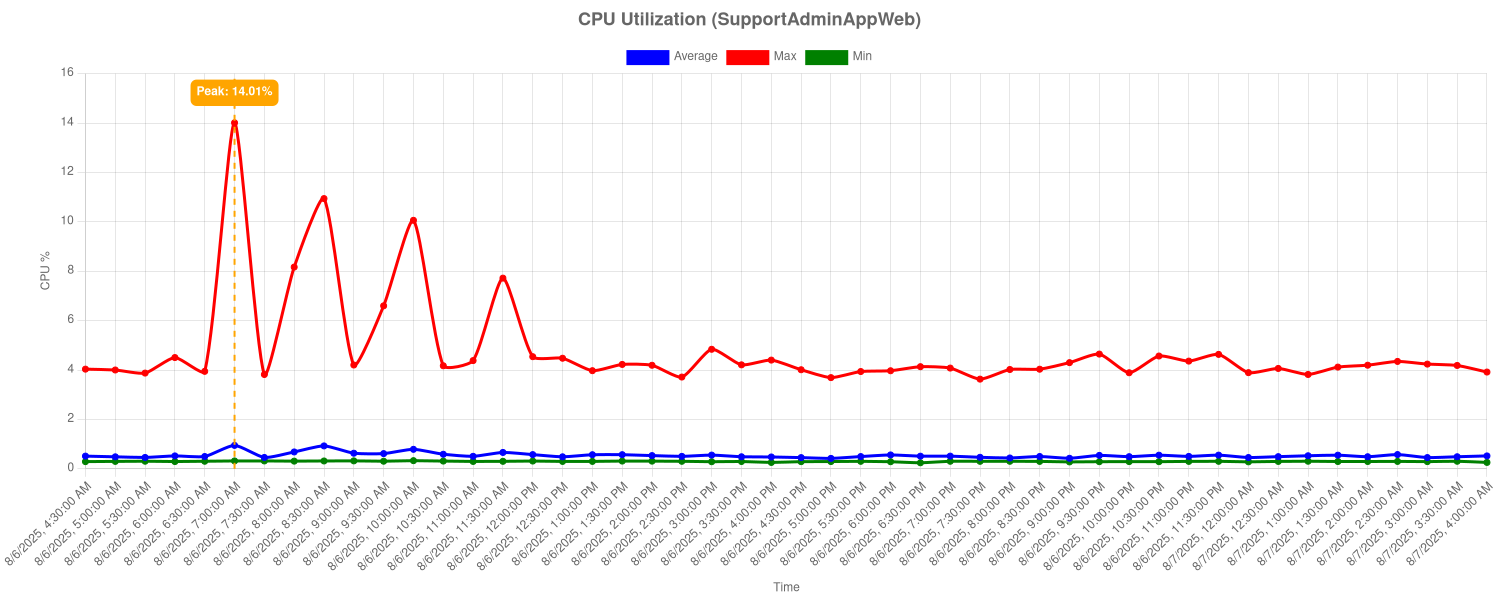 CPU Utilization (SupportAdminAppWeb)
Average Max Min
Peak: 14.01%
16
14
12
10
8
6
4
2
0
CPU %
8/6/2025, 4:30:00 AM
8/6/2025, 5:00:00 AM
8/6/2025, 5:30:00 AM
8/6/2025, 6:00:00 AM
8/6/2025, 6:30:00 AM
8/6/2025, 7:00:00 AM
8/6/2025, 7:30:00 AM
8/6/2025, 8:00:00 AM
8/6/2025, 8:30:00 AM
8/6/2025, 9:00:00 AM
8/6/2025, 9:30:00 AM
8/6/2025, 10:00:00 AM
8/6/2025, 10:30:00 AM
8/6/2025, 11:00:00 AM
8/6/2025, 11:30:00 AM
8/6/2025, 12:00:00 PM
8/6/2025, 12:30:00 PM
8/6/2025, 1:00:00 PM
8/6/2025, 1:30:00 PM
8/6/2025, 2:00:00 PM
8/6/2025, 2:30:00 PM
8/6/2025, 3:00:00 PM
8/6/2025, 3:30:00 PM
8/6/2025, 4:00:00 PM
8/6/2025, 4:30:00 PM
8/6/2025, 5:00:00 PM
8/6/2025, 5:30:00 PM
8/6/2025, 6:00:00 PM
8/6/2025, 6:30:00 PM
8/6/2025, 7:00:00 PM
8/6/2025, 7:30:00 PM
8/6/2025, 8:00:00 PM
8/6/2025, 8:30:00 PM
8/6/2025, 9:00:00 PM
8/6/2025, 9:30:00 PM
8/6/2025, 10:00:00 PM
8/6/2025, 10:30:00 PM
8/6/2025, 11:00:00 PM
8/6/2025, 11:30:00 PM
8/7/2025, 12:00:00 AM
8/7/2025, 12:30:00 AM
8/7/2025, 1:00:00 AM
8/7/2025, 1:30:00 AM
8/7/2025, 2:00:00 AM
8/7/2025, 2:30:00 AM
8/7/2025, 3:00:00 AM
8/7/2025, 3:30:00 AM
8/7/2025, 4:00:00 AM
Time